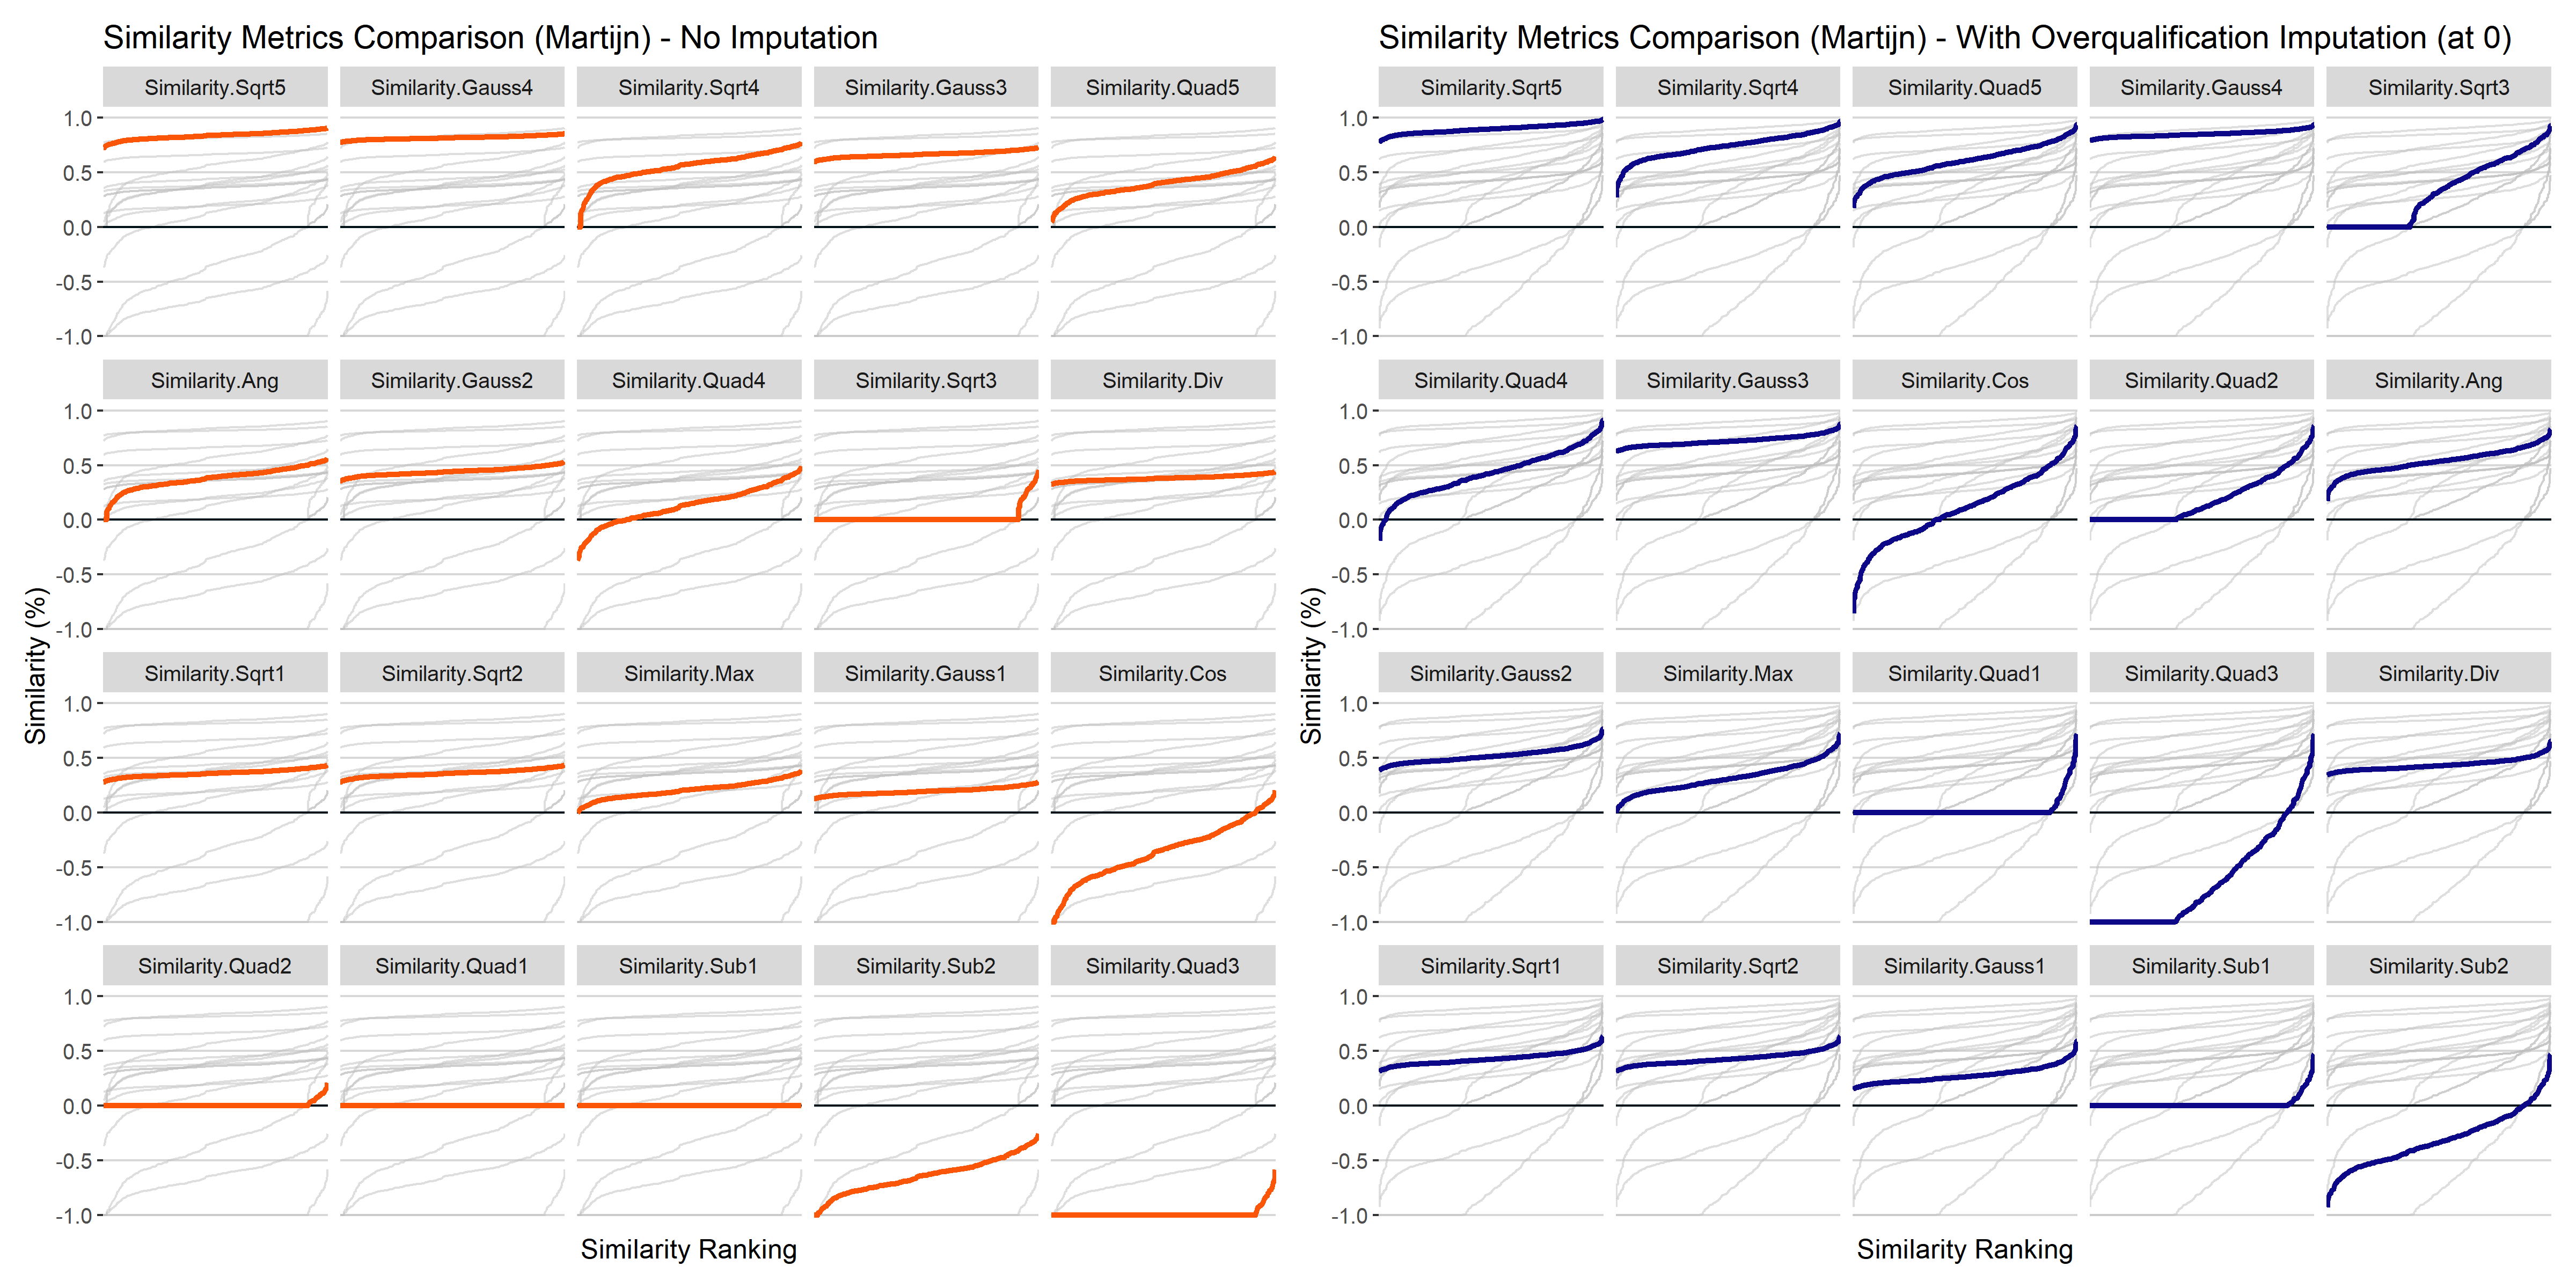 Similarity Metrics Comparison (Martijn) - No Imputation
Similarity.Sqrt5 Similarity.Gauss4 Similarity.Sqrt4 Similarity.Gauss3 Similarity.Quad5
1.0
0.5
0.0
-0.5
-1.0
Similarity.Ang Similarity.Gauss2 Similarity.Quad4 Similarity.Sqrt3 Similarity.Div
1.0
0.5
0.0
-0.5
-1.0
Similarity.Sqrt1 Similarity.Sqrt2 Similarity.Max Similarity.Gauss1 Similarity.Cos
1.0
0.5
0.0
-0.5
-1.0
Similarity.Quad2 Similarity.Quad1 Similarity.Sub1 Similarity.Sub2 Similarity.Quad3
1.0
0.5
0.0
-0.5
-1.0
Similarity (%)
Similarity Ranking
Similarity Metrics Comparison (Martijn) - With Overqualification Imputation (at 0)
Similarity.Sqrt5 Similarity.Sqrt4 Similarity.Quad5 Similarity.Gauss4 Similarity.Sqrt3
1.0
0.5
0.0
-0.5
-1.0
Similarity.Quad4 Similarity.Gauss3 Similarity.Cos Similarity.Quad2 Similarity.Ang
1.0
0.5
0.0
-0.5
-1.0
Similarity.Gauss2 Similarity.Max Similarity.Quad1 Similarity.Quad3 Similarity.Div
1.0
0.5
0.0
-0.5
-1.0
Similarity.Sqrt1 Similarity.Sqrt2 Similarity.Gauss1 Similarity.Sub1 Similarity.Sub2
1.0
0.5
0.0
-0.5
-1.0
Similarity (%)
Similarity Ranking